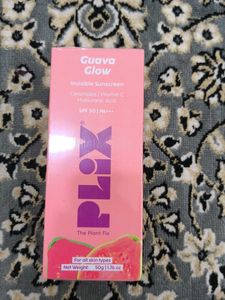 Guava
Glow
Invisible Sunscreen
Ceramides | Vitamin C
Hyaluronic Acid
SPF 50 | PA+++
PLIX
The Plant Fix
For all skin types
Net Weight: 50g | 1.76 oz